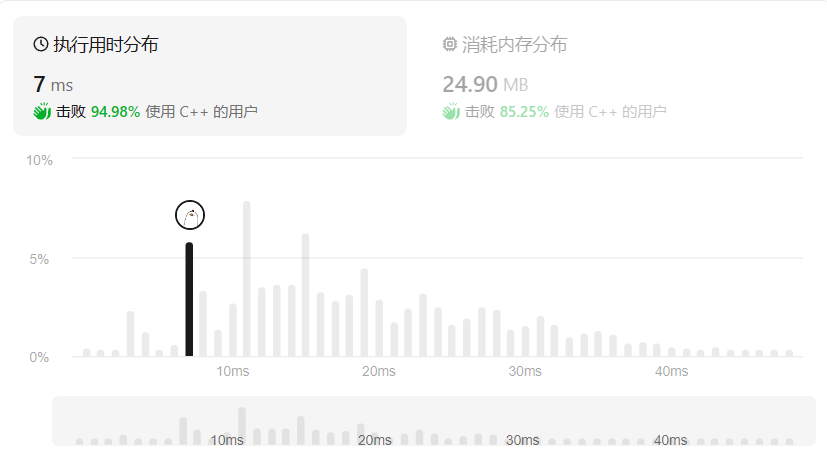 执行用时分布
7 ms
击败 94.98% 使用 C++ 的用户
消耗内存分布
24.90 MB
击败 85.25% 使用 C++ 的用户
10%
5%
0%
10ms 20ms 30ms 40ms
10ms 20ms 30ms 40ms